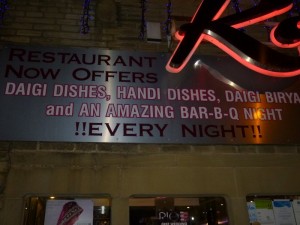 RESTAURANT
NOW OFFERS
DAIGI DISHES, HANDI DISHES, DAIGI BIRYA
and AN AMAZING BAR-B-Q NIGHT
!!EVERY NIGHT!!